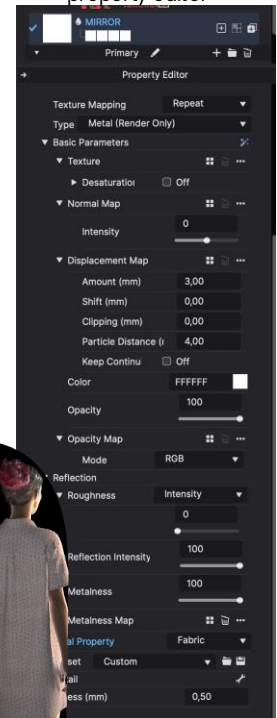 property editor
MIRROR
Primary
Property Editor
Texture Mapping Repeat
Type Metal (Render Only)
Basic Parameters
Texture
Desaturation Off
Normal Map
Intensity 0
Displacement Map
Amount (mm) 3,00
Shift (mm) 0,00
Clipping (mm) 0,00
Particle Distance (r 4,00
Keep Continu Off
Color FFFFFF
Opacity 100
Opacity Map
Mode RGB
Reflection
Roughness Intensity
0
Reflection Intensity 100
Metalness 100
Metalness Map
al Property Fabric
set Custom
ail
ess (mm) 0,50